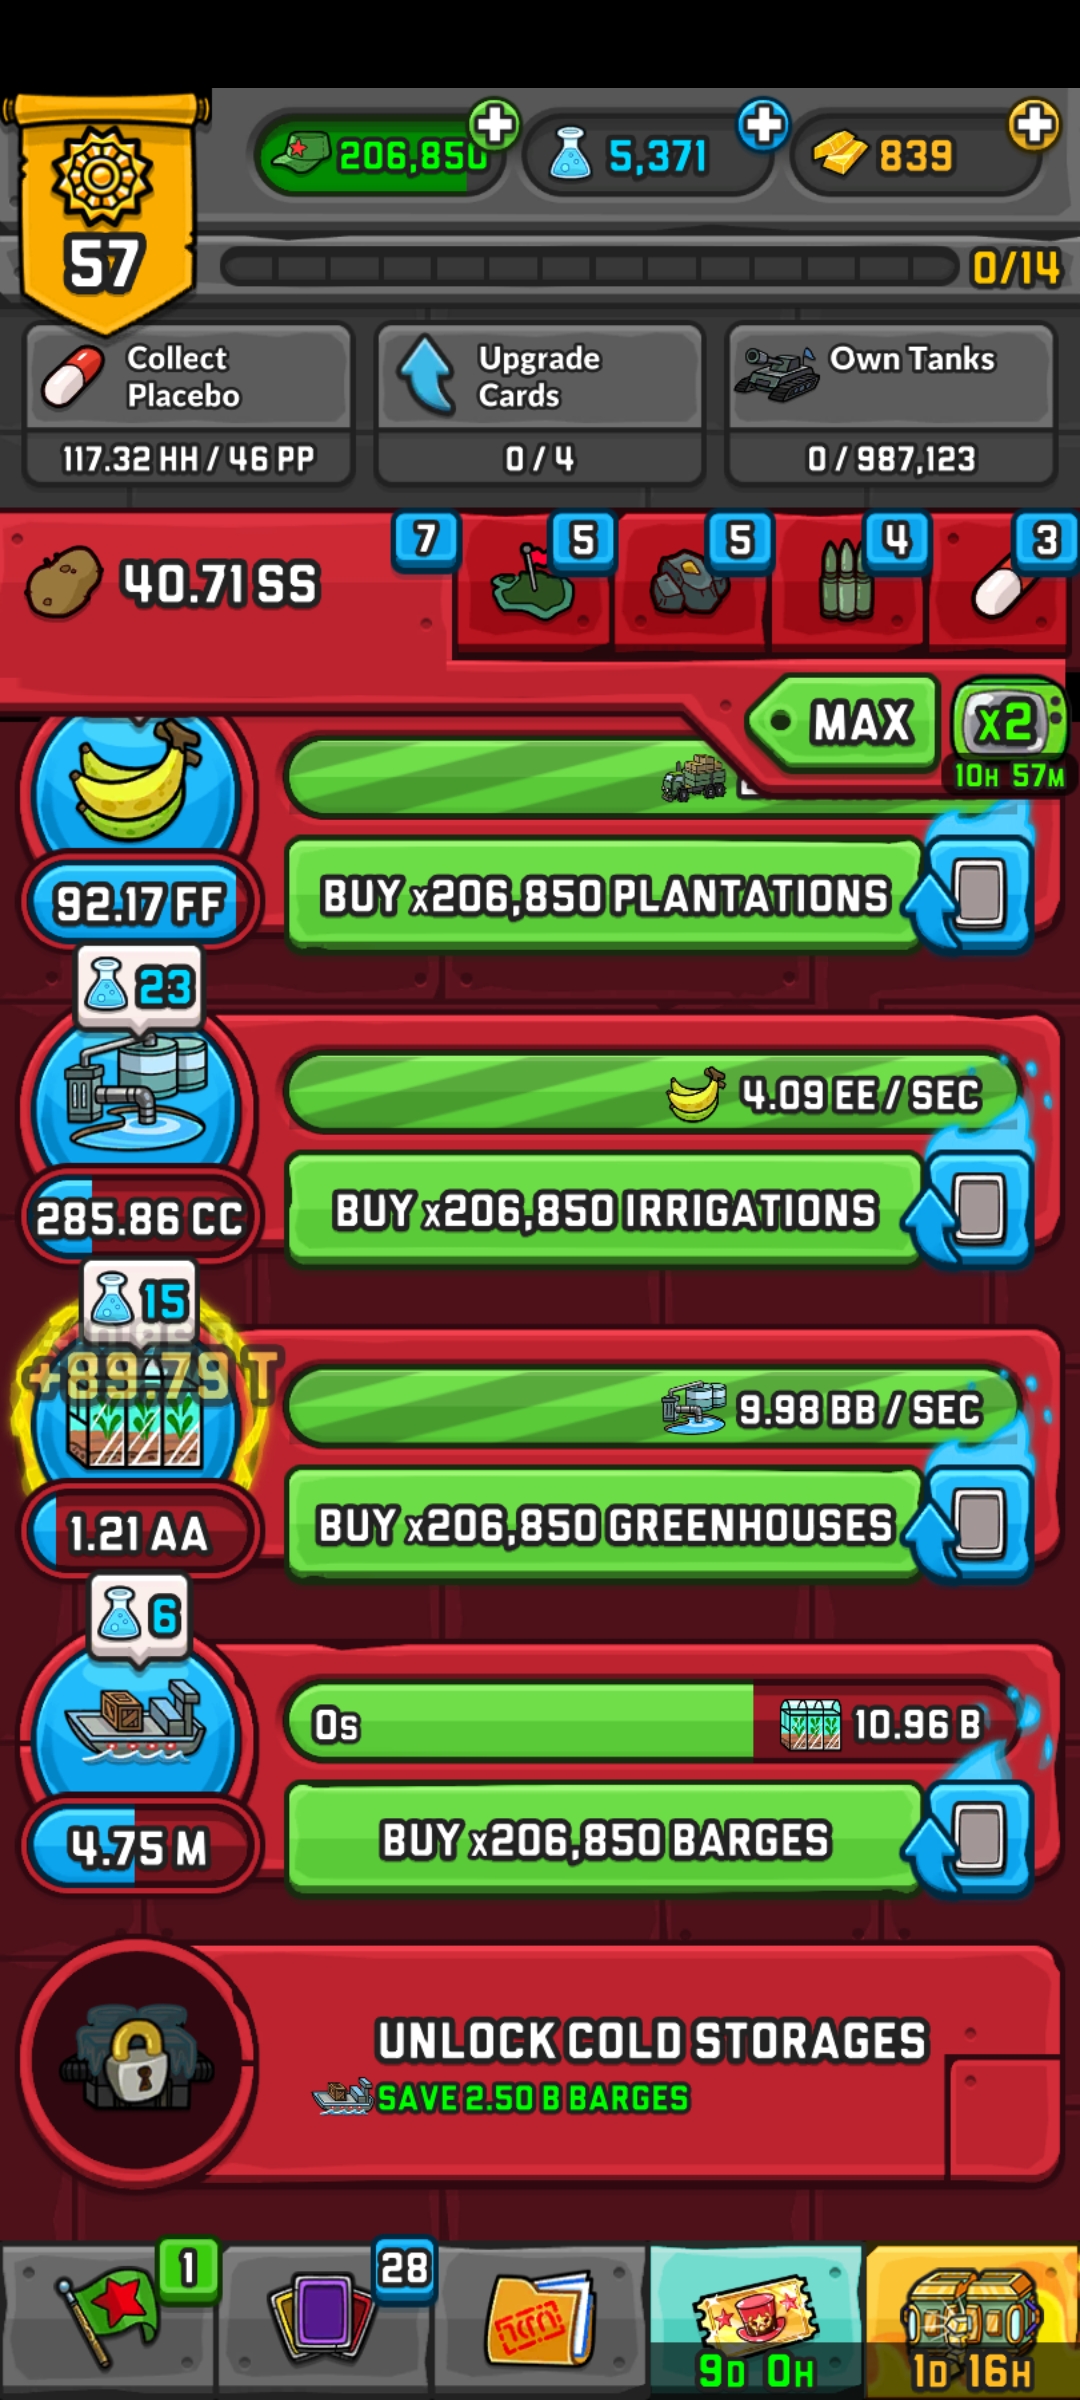 206,850
5,371
839
57
0/14
Collect
Placebo
Upgrade
Cards
Own Tanks
117.32 HH / 46 PP
0 / 4
0 / 987,123
40.71 SS
7
5
5
4
3
MAX
x2
10H 57M
92.17 FF
BUY x206,850 PLANTATIONS
23
4.09 EE / SEC
285.86 CC
BUY x206,850 IRRIGATIONS
15
+89.79 T
9.98 BB / SEC
1.21 AA
BUY x206,850 GREENHOUSES
6
0s
10.96 B
4.75 M
BUY x206,850 BARGES
UNLOCK COLD STORAGES
SAVE 2.50 B BARGES
1
28
9D 0H
1D 16H